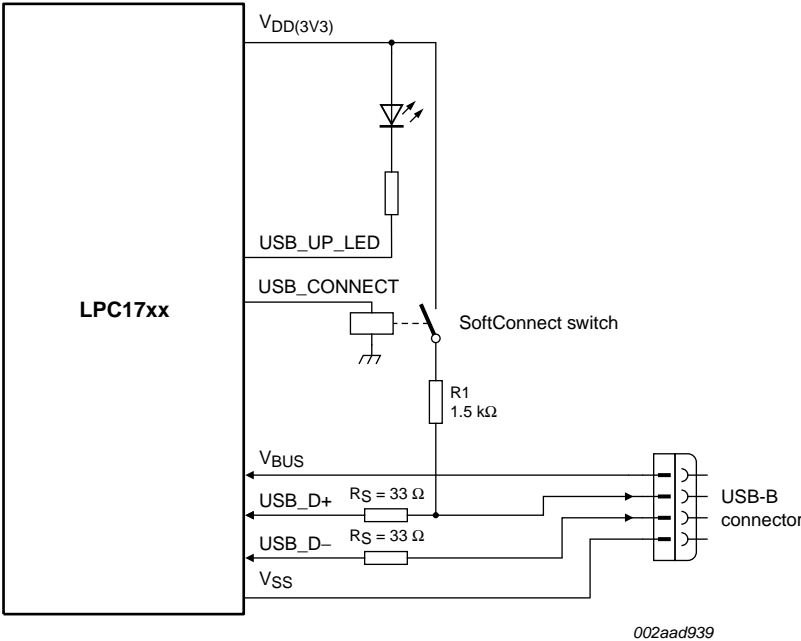 VDD(3V3)
USB_UP_LED
USB_CONNECT
LPC17xx
SoftConnect switch
R1
1.5 kΩ
VBUS
USB_D+
RS = 33 Ω
USB-B
connector
USB_D−
RS = 33 Ω
VSS
002aad939